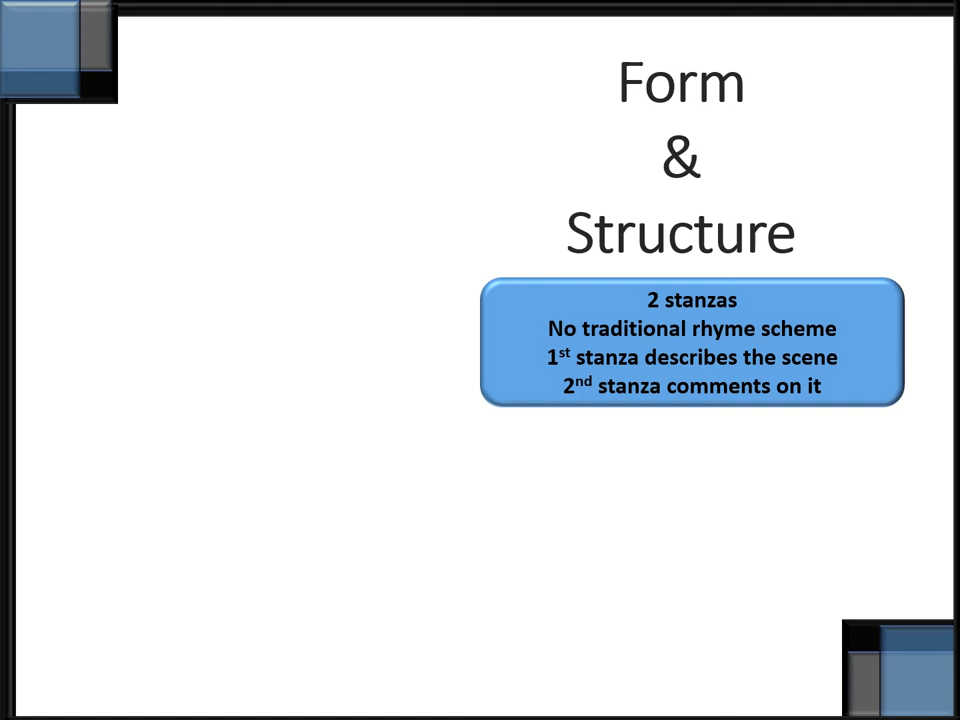 Form
&
Structure
2 stanzas
No traditional rhyme scheme
1st stanza describes the scene
2nd stanza comments on it